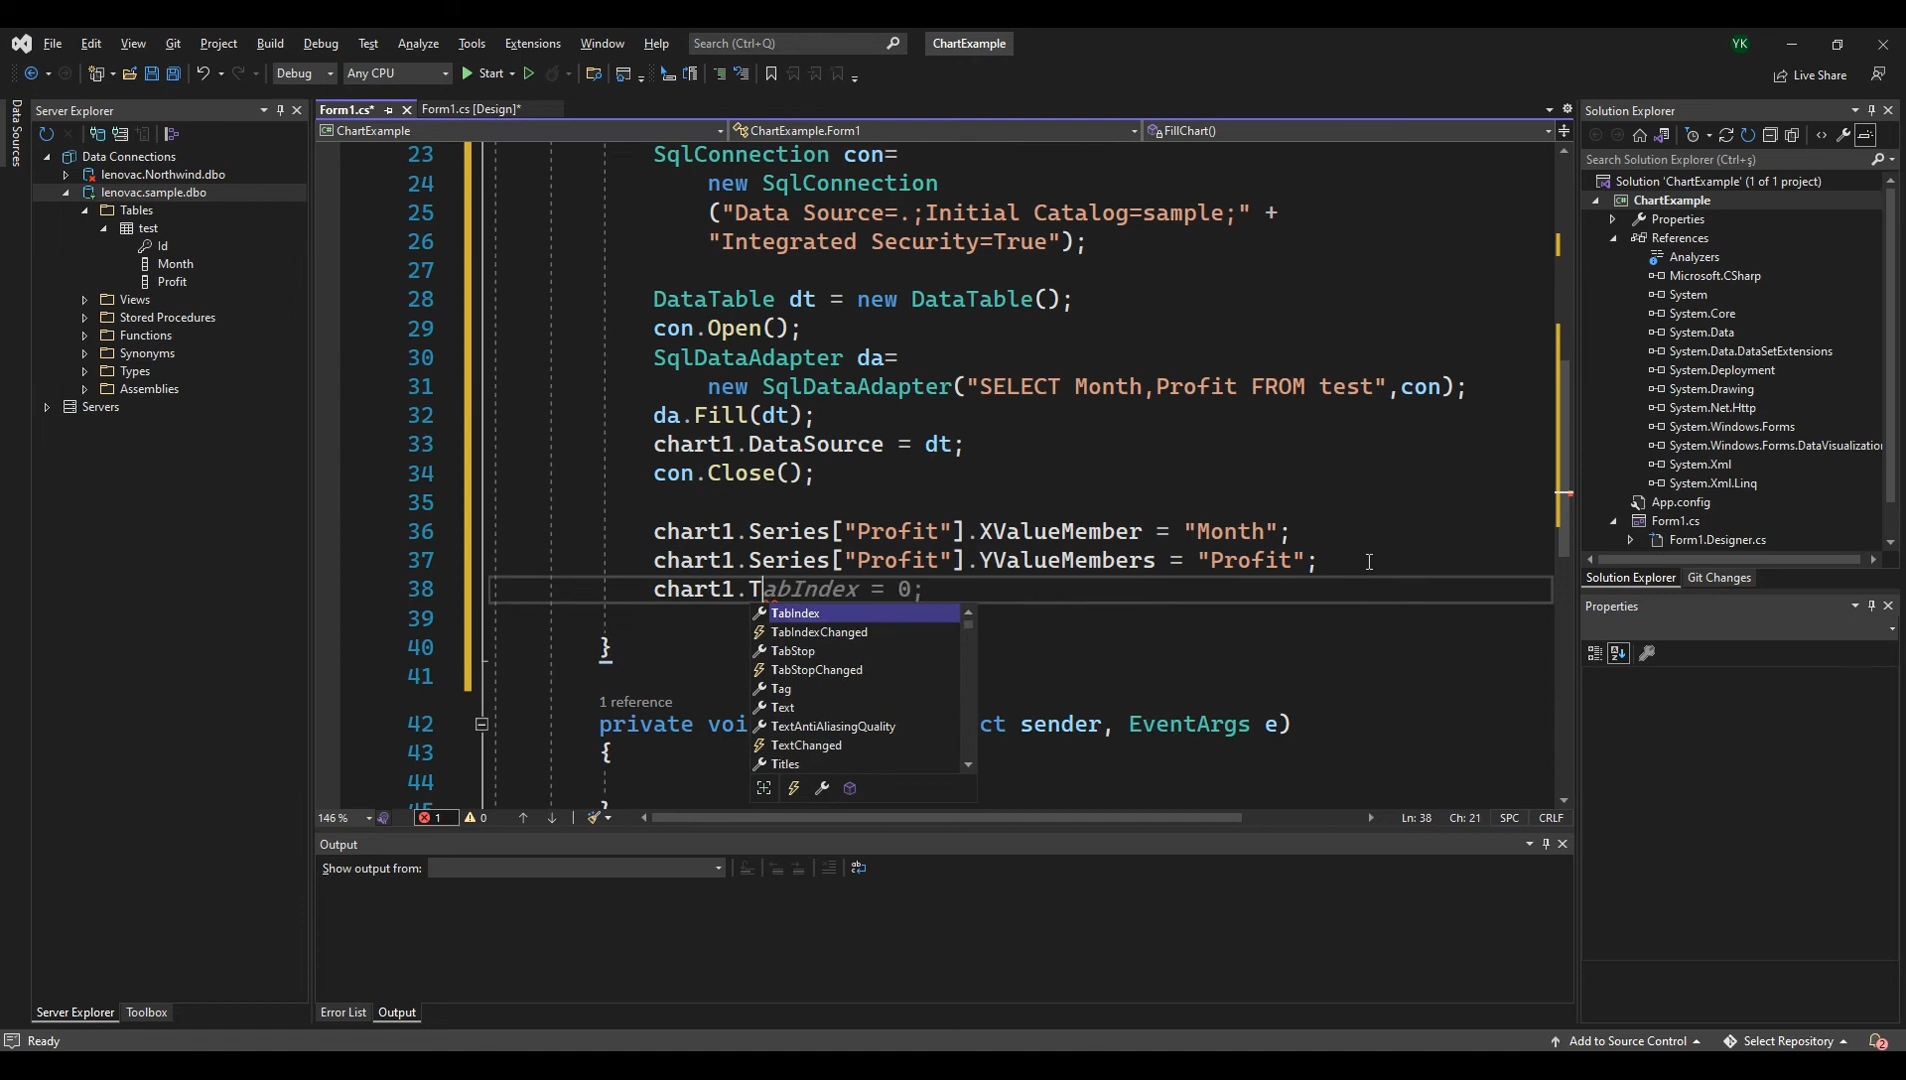 File Edit View Git Project Build Debug Test Analyze Tools Extensions Window Help Search (Ctrl+Q) ChartExample YK
Debug Any CPU Start Live Share
Data Sources
Server Explorer
Data Connections
lenovac.Northwind.dbo
lenovac.sample.dbo
Tables
test
Id
Month
Profit
Views
Stored Procedures
Functions
Synonyms
Types
Assemblies
Servers
Server Explorer Toolbox
Form1.cs* Form1.cs [Design]*
ChartExample ChartExample.Form1 FillChart()
23 SqlConnection con=
24 new SqlConnection
25 ("Data Source=.;Initial Catalog=sample;" +
26 "Integrated Security=True");
27
28 DataTable dt = new DataTable();
29 con.Open();
30 SqlDataAdapter da=
31 new SqlDataAdapter("SELECT Month,Profit FROM test",con);
32 da.Fill(dt);
33 chart1.DataSource = dt;
34 con.Close();
35
36 chart1.Series["Profit"].XValueMember = "Month";
37 chart1.Series["Profit"].YValueMembers = "Profit";
38 chart1.TabIndex = 0;
39
40 }
41
1 reference
42 private voi ct sender, EventArgs e)
43 {
44
TabIndex
TabIndexChanged
TabStop
TabStopChanged
Tag
Text
TextAntiAliasingQuality
TextChanged
Titles
146 % 1 0 Ln: 38 Ch: 21 SPC CRLF
Output
Show output from:
Error List Output
Solution Explorer
Search Solution Explorer (Ctrl+ş)
Solution 'ChartExample' (1 of 1 project)
ChartExample
Properties
References
Analyzers
Microsoft.CSharp
System
System.Core
System.Data
System.Data.DataSetExtensions
System.Deployment
System.Drawing
System.Net.Http
System.Windows.Forms
System.Windows.Forms.DataVisualization
System.Xml
System.Xml.Linq
App.config
Form1.cs
Form1.Designer.cs
Solution Explorer Git Changes
Properties
Ready Add to Source Control Select Repository 2